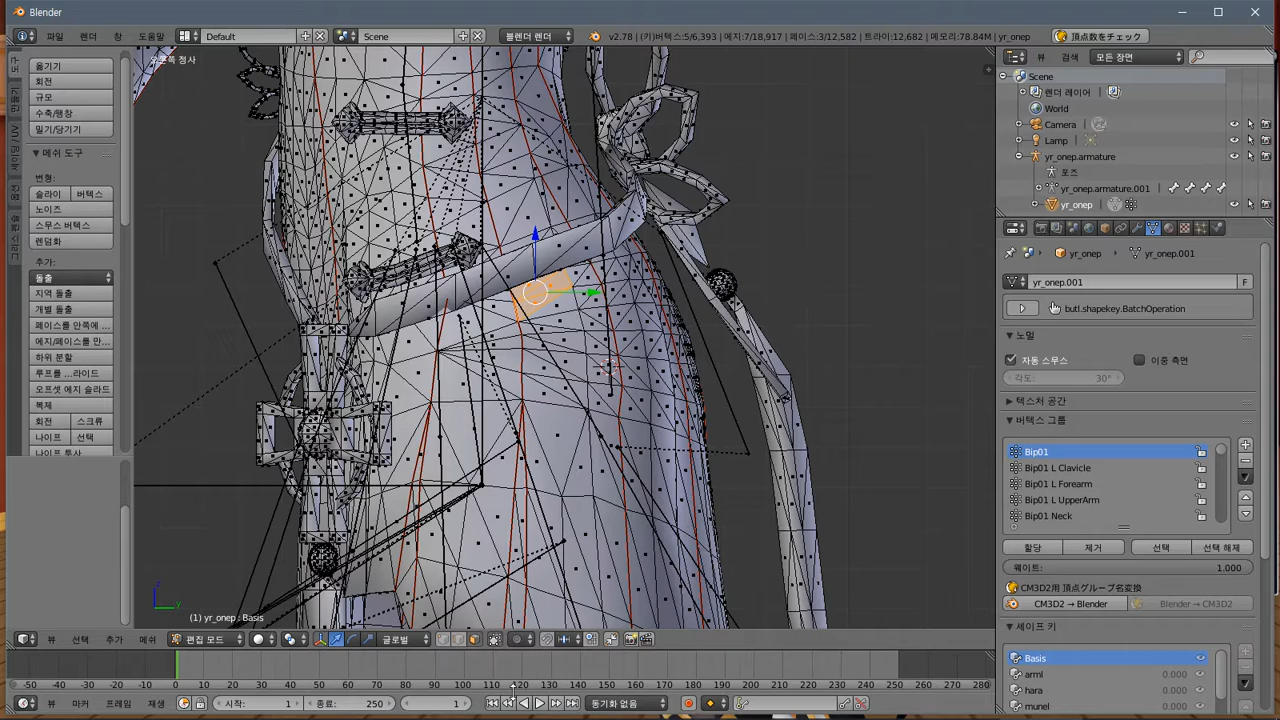 Blender
파일 렌더 창 도움말 Default Scene 블렌더 렌더 v2.78 | (키)버텍스:5/6,393 | 에지:7/18,917 | 페이스:3/12,582 | 트라이:12,682 | 메모리:78.84M | yr_onep 頂点数をチェック
뷰 검색 모든 장면
옮기기
회전
규모
수축/팽창
밀기/당기기
메쉬 도구
변형:
슬라이 버텍스
노이즈
스무스 버텍스
렌덤화
추가:
돌출
지역 돌출
개별 돌출
페이스를 안쪽에 ...
에지/페이스를 만...
하위 분할
루프를 ...라이드
오프셋 에지 슬라드
복제
회전 스크류
나이프 선택
나이프 투사
(1) yr_onep : Basis
z
y
뷰 선택 추가 메쉬 편집 모드 글로벌
-50 -40 -30 -20 -10 0 10 20 30 40 50 60 70 80 90 100 110 120 130 140 150 160 170 180 190 200 210 220 230 240 250 260 270 280
뷰 마커 프레임 재생 시작: 1 종료: 250 1 동기화 없음
Scene
렌더 레이어
World
Camera
Lamp
yr_onep.armature
포즈
yr_onep.armature.001
yr_onep
yr_onep yr_onep.001
yr_onep.001 F
butl.shapekey.BatchOperation
노멀
자동 스무스 이중 측면
각도: 30°
텍스처 공간
버텍스 그룹
Bip01
Bip01 L Clavicle
Bip01 L Forearm
Bip01 L UpperArm
Bip01 Neck
할당 제거 선택 선택 해제
웨이트: 1.000
CM3D2用 頂点グループ名変換
CM3D2 → Blender Blender → CM3D2
셰이프 키
Basis
arml 0.000
hara 0.000
munel 0.000